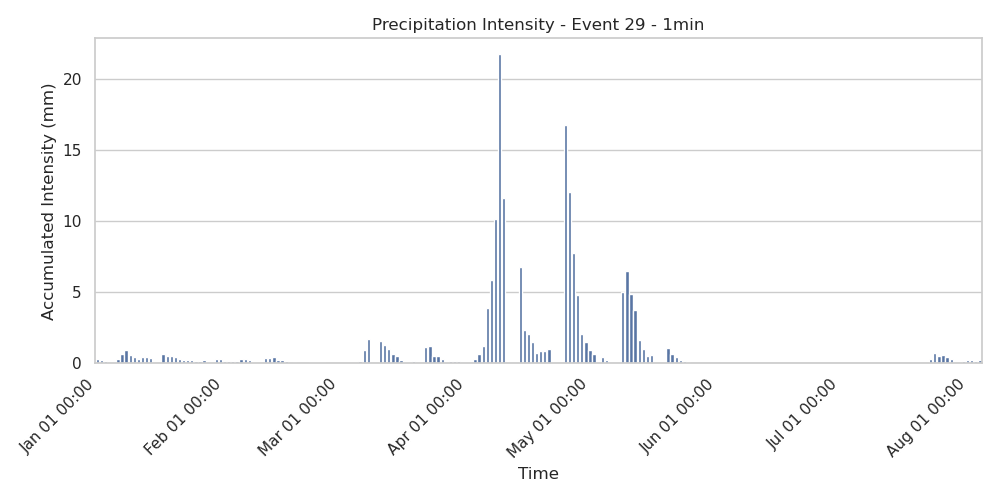 Precipitation Intensity - Event 29 - 1min
Accumulated Intensity (mm)
20
15
10
5
0
Jan 01 00:00
Feb 01 00:00
Mar 01 00:00
Apr 01 00:00
May 01 00:00
Jun 01 00:00
Jul 01 00:00
Aug 01 00:00
Time